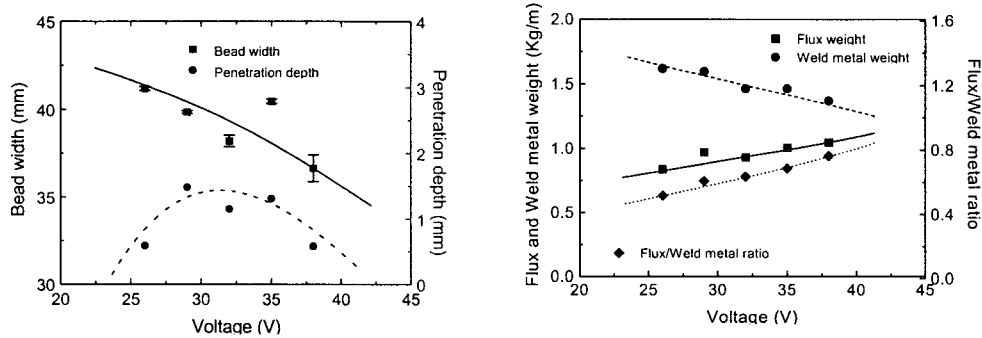 45
40
35
30
Bead width (mm)
4
3
2
1
0
Penetration depth (mm)
Bead width
Penetration depth
20 25 30 35 40 45
Voltage (V)
2.0
1.5
1.0
0.5
0.0
Flux and Weld metal weight (Kg/m)
1.6
1.2
0.8
0.4
0.0
Flux/Weld metal ratio
Flux weight
Weld metal weight
Flux/Weld metal ratio
20 25 30 35 40 45
Voltage (V)